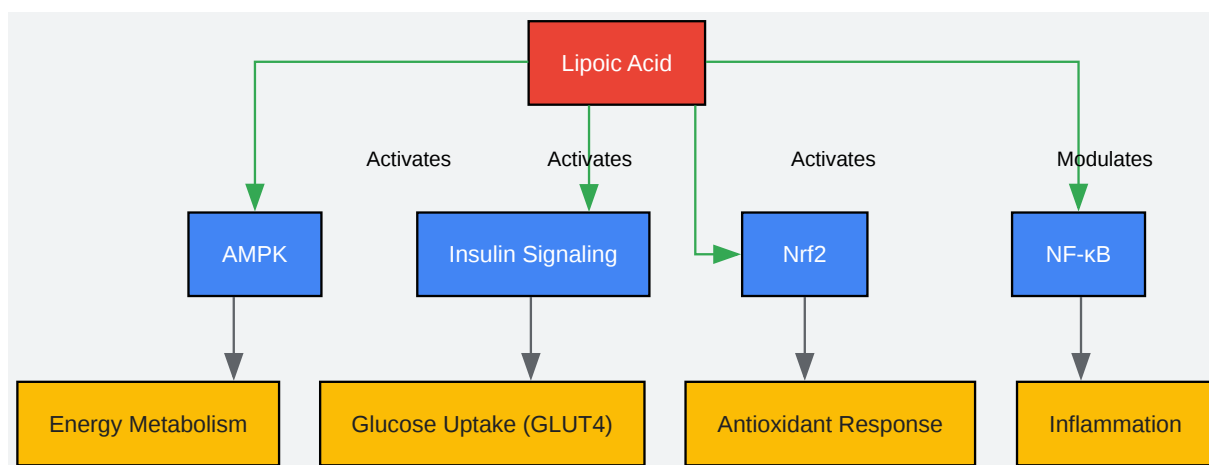 Lipoic Acid
Activates
Activates
Activates
Modulates
AMPK
Insulin Signaling
Nrf2
NF-κB
Energy Metabolism
Glucose Uptake (GLUT4)
Antioxidant Response
Inflammation